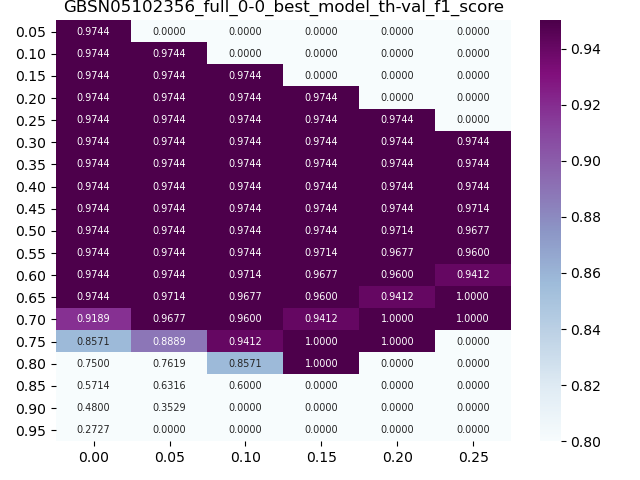 GBSN05102356_full_0-0_best_model_th-val_f1_score
0.05 0.9744 0.0000 0.0000 0.0000 0.0000 0.0000
0.10 0.9744 0.9744 0.0000 0.0000 0.0000 0.0000
0.15 0.9744 0.9744 0.9744 0.0000 0.0000 0.0000
0.20 0.9744 0.9744 0.9744 0.9744 0.0000 0.0000
0.25 0.9744 0.9744 0.9744 0.9744 0.9744 0.0000
0.30 0.9744 0.9744 0.9744 0.9744 0.9744 0.9744
0.35 0.9744 0.9744 0.9744 0.9744 0.9744 0.9744
0.40 0.9744 0.9744 0.9744 0.9744 0.9744 0.9744
0.45 0.9744 0.9744 0.9744 0.9744 0.9744 0.9714
0.50 0.9744 0.9744 0.9744 0.9744 0.9714 0.9677
0.55 0.9744 0.9744 0.9744 0.9714 0.9677 0.9600
0.60 0.9744 0.9744 0.9714 0.9677 0.9600 0.9412
0.65 0.9744 0.9714 0.9677 0.9600 0.9412 1.0000
0.70 0.9189 0.9677 0.9600 0.9412 1.0000 1.0000
0.75 0.8571 0.8889 0.9412 1.0000 1.0000 0.0000
0.80 0.7500 0.7619 0.8571 1.0000 0.0000 0.0000
0.85 0.5714 0.6316 0.6000 0.0000 0.0000 0.0000
0.90 0.4800 0.3529 0.0000 0.0000 0.0000 0.0000
0.95 0.2727 0.0000 0.0000 0.0000 0.0000 0.0000
0.00 0.05 0.10 0.15 0.20 0.25
0.94
0.92
0.90
0.88
0.86
0.84
0.82
0.80